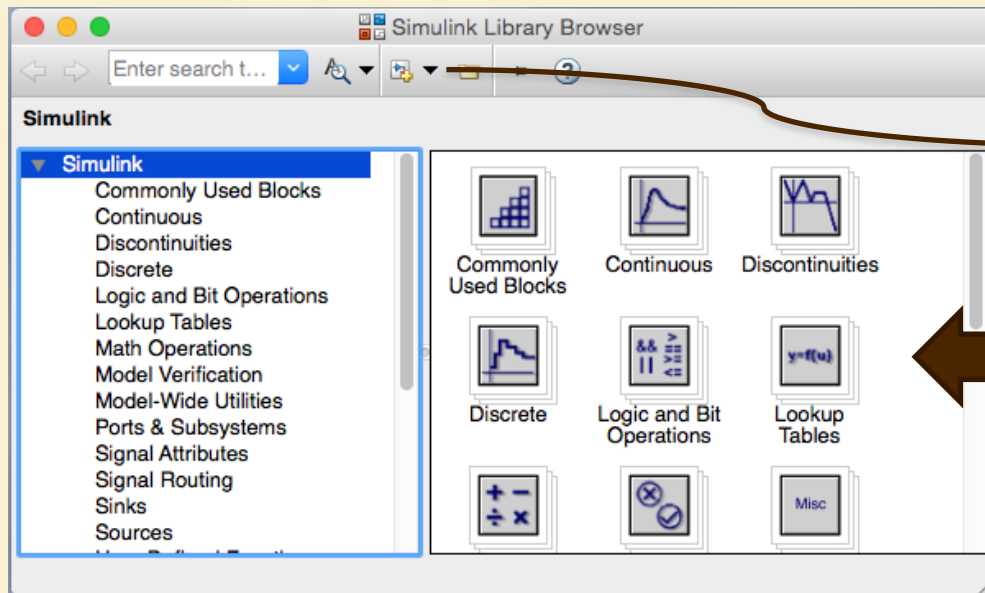 Simulink Library Browser
Enter search t...
Simulink
Simulink
Commonly Used Blocks
Continuous
Discontinuities
Discrete
Logic and Bit Operations
Lookup Tables
Math Operations
Model Verification
Model-Wide Utilities
Ports & Subsystems
Signal Attributes
Signal Routing
Sinks
Sources
Commonly
Used Blocks
Continuous
Discontinuities
&& >
==
|| >=
<=
y=f(u)
Discrete
Logic and Bit
Operations
Lookup
Tables
+ −
÷ ×
Misc